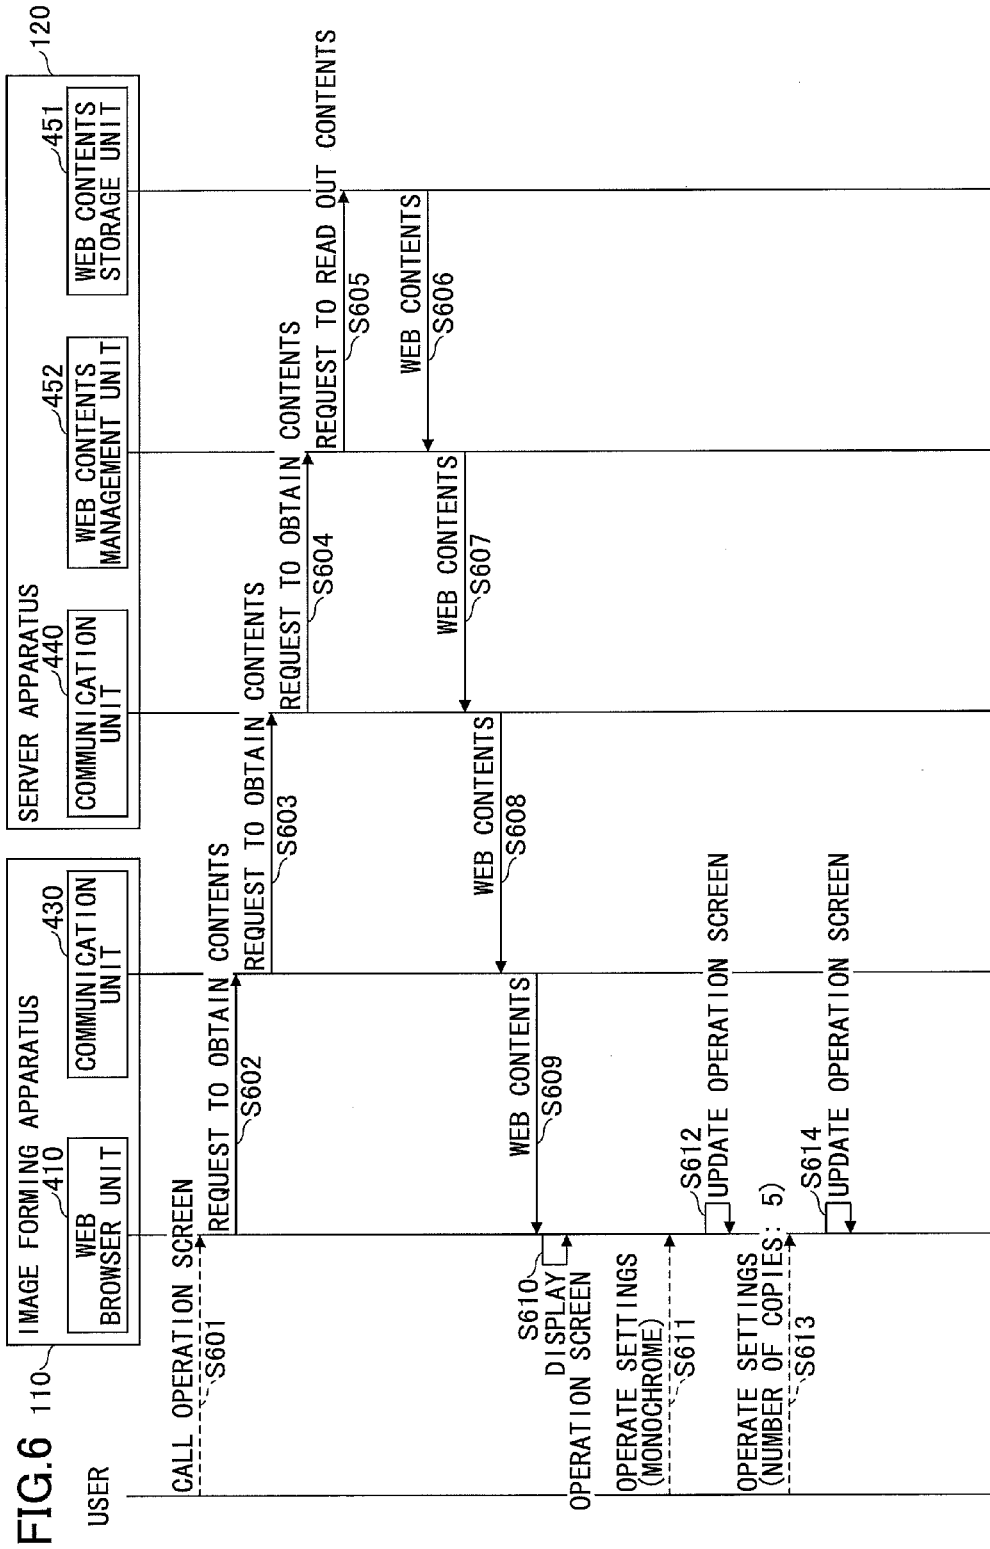 FIG.6
USER
110
IMAGE FORMING APPARATUS
410
WEB
BROWSER UNIT
430
COMMUNICATION
UNIT
120
SERVER APPARATUS
440
COMMUNICATION
UNIT
452
WEB CONTENTS
MANAGEMENT UNIT
451
WEB CONTENTS
STORAGE UNIT
CALL OPERATION SCREEN
S601
REQUEST TO OBTAIN CONTENTS
S602
REQUEST TO OBTAIN CONTENTS
S603
REQUEST TO OBTAIN CONTENTS
S604
REQUEST TO READ OUT CONTENTS
S605
WEB CONTENTS
S606
WEB CONTENTS
S607
WEB CONTENTS
S608
WEB CONTENTS
S609
S610
DISPLAY
OPERATION SCREEN
OPERATE SETTINGS
(MONOCHROME)
S611
S612
UPDATE OPERATION SCREEN
OPERATE SETTINGS
(NUMBER OF COPIES: 5)
S613
S614
UPDATE OPERATION SCREEN